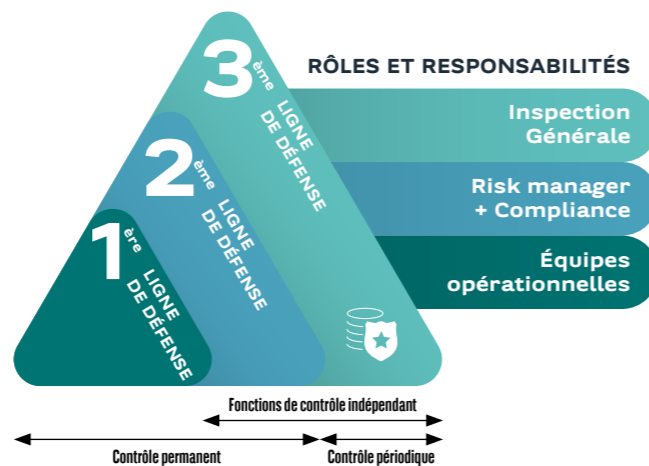 RÔLES ET RESPONSABILITÉS
3ème LIGNE
DE DÉFENSE
Inspection
Générale
2ème LIGNE
DE DÉFENSE
Risk manager
+ Compliance
1ère LIGNE
DE DÉFENSE
Équipes
opérationnelles
Fonctions de contrôle indépendant
Contrôle permanent
Contrôle périodique